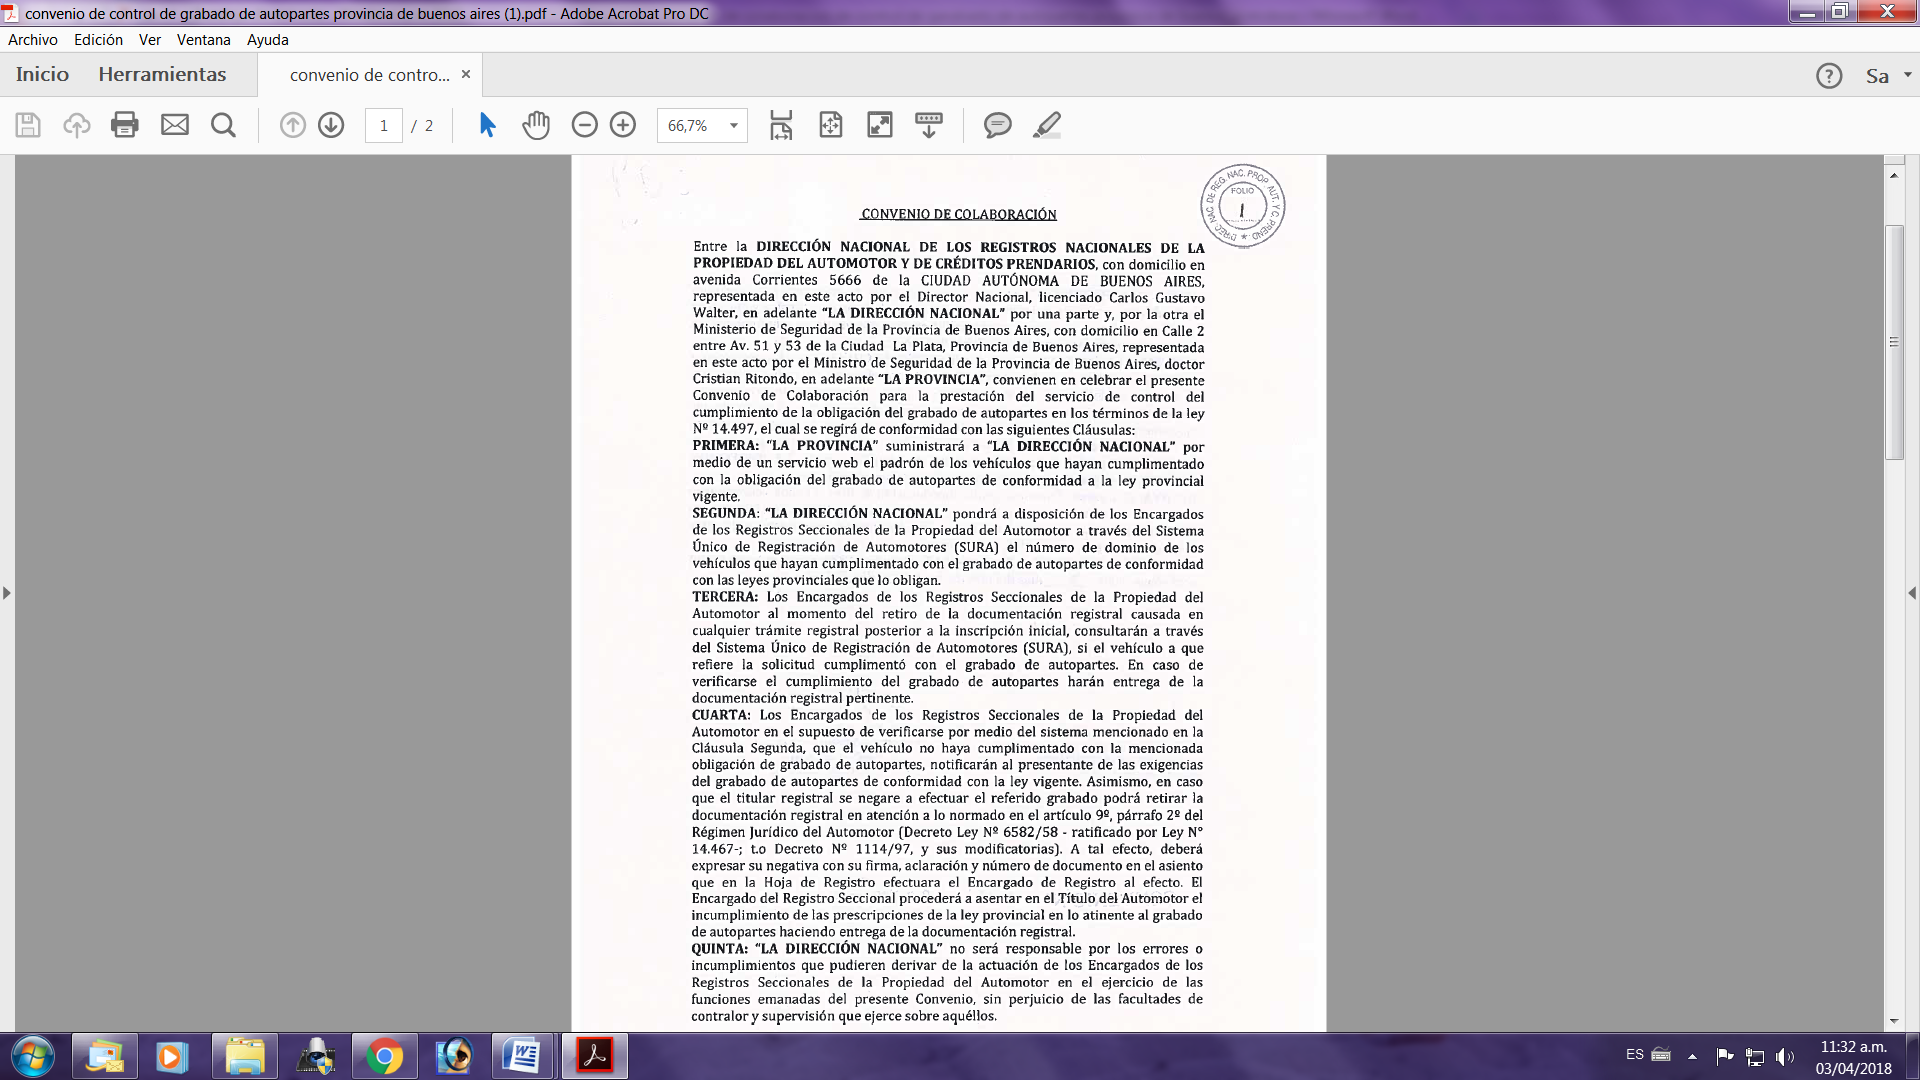 convenio de control de grabado de autopartes provincia de buenos aires (1).pdf - Adobe Acrobat Pro DC
Archivo Edición Ver Ventana Ayuda
Inicio Herramientas convenio de contro... × Sa
1 / 2 66,7%
DIREC. NAC. DE REG. NAC. PROP. AUT. Y C. PREND.
FOLIO
1
CONVENIO DE COLABORACIÓN
Entre la DIRECCIÓN NACIONAL DE LOS REGISTROS NACIONALES DE LA
PROPIEDAD DEL AUTOMOTOR Y DE CRÉDITOS PRENDARIOS, con domicilio en
avenida Corrientes 5666 de la CIUDAD AUTÓNOMA DE BUENOS AIRES,
representada en este acto por el Director Nacional, licenciado Carlos Gustavo
Walter, en adelante "LA DIRECCIÓN NACIONAL" por una parte y, por la otra el
Ministerio de Seguridad de la Provincia de Buenos Aires, con domicilio en Calle 2
entre Av. 51 y 53 de la Ciudad La Plata, Provincia de Buenos Aires, representada
en este acto por el Ministro de Seguridad de la Provincia de Buenos Aires, doctor
Cristian Ritondo, en adelante "LA PROVINCIA", convienen en celebrar el presente
Convenio de Colaboración para la prestación del servicio de control del
cumplimiento de la obligación del grabado de autopartes en los términos de la ley
Nº 14.497, el cual se regirá de conformidad con las siguientes Cláusulas:
PRIMERA: "LA PROVINCIA" suministrará a "LA DIRECCIÓN NACIONAL" por
medio de un servicio web el padrón de los vehículos que hayan cumplimentado
con la obligación del grabado de autopartes de conformidad a la ley provincial
vigente.
SEGUNDA: "LA DIRECCIÓN NACIONAL" pondrá a disposición de los Encargados
de los Registros Seccionales de la Propiedad del Automotor a través del Sistema
Único de Registración de Automotores (SURA) el número de dominio de los
vehículos que hayan cumplimentado con el grabado de autopartes de conformidad
con las leyes provinciales que lo obligan.
TERCERA: Los Encargados de los Registros Seccionales de la Propiedad del
Automotor al momento del retiro de la documentación registral causada en
cualquier trámite registral posterior a la inscripción inicial, consultarán a través
del Sistema Único de Registración de Automotores (SURA), si el vehículo a que
refiere la solicitud cumplimentó con el grabado de autopartes. En caso de
verificarse el cumplimiento del grabado de autopartes harán entrega de la
documentación registral pertinente.
CUARTA: Los Encargados de los Registros Seccionales de la Propiedad del
Automotor en el supuesto de verificarse por medio del sistema mencionado en la
Cláusula Segunda, que el vehículo no haya cumplimentado con la mencionada
obligación de grabado de autopartes, notificarán al presentante de las exigencias
del grabado de autopartes de conformidad con la ley vigente. Asimismo, en caso
que el titular registral se negare a efectuar el referido grabado podrá retirar la
documentación registral en atención a lo normado en el artículo 9º, párrafo 2º del
Régimen Jurídico del Automotor (Decreto Ley Nº 6582/58 - ratificado por Ley N°
14.467-; t.o Decreto Nº 1114/97, y sus modificatorias). A tal efecto, deberá
expresar su negativa con su firma, aclaración y número de documento en el asiento
que en la Hoja de Registro efectuara el Encargado de Registro al efecto. El
Encargado del Registro Seccional procederá a asentar en el Título del Automotor el
incumplimiento de las prescripciones de la ley provincial en lo atinente al grabado
de autopartes haciendo entrega de la documentación registral.
QUINTA: "LA DIRECCIÓN NACIONAL" no será responsable por los errores o
incumplimientos que pudieren derivar de la actuación de los Encargados de los
Registros Seccionales de la Propiedad del Automotor en el ejercicio de las
funciones emanadas del presente Convenio, sin perjuicio de las facultades de
contralor y supervisión que ejerce sobre aquéllos.
ES 11:32 a.m.
03/04/2018